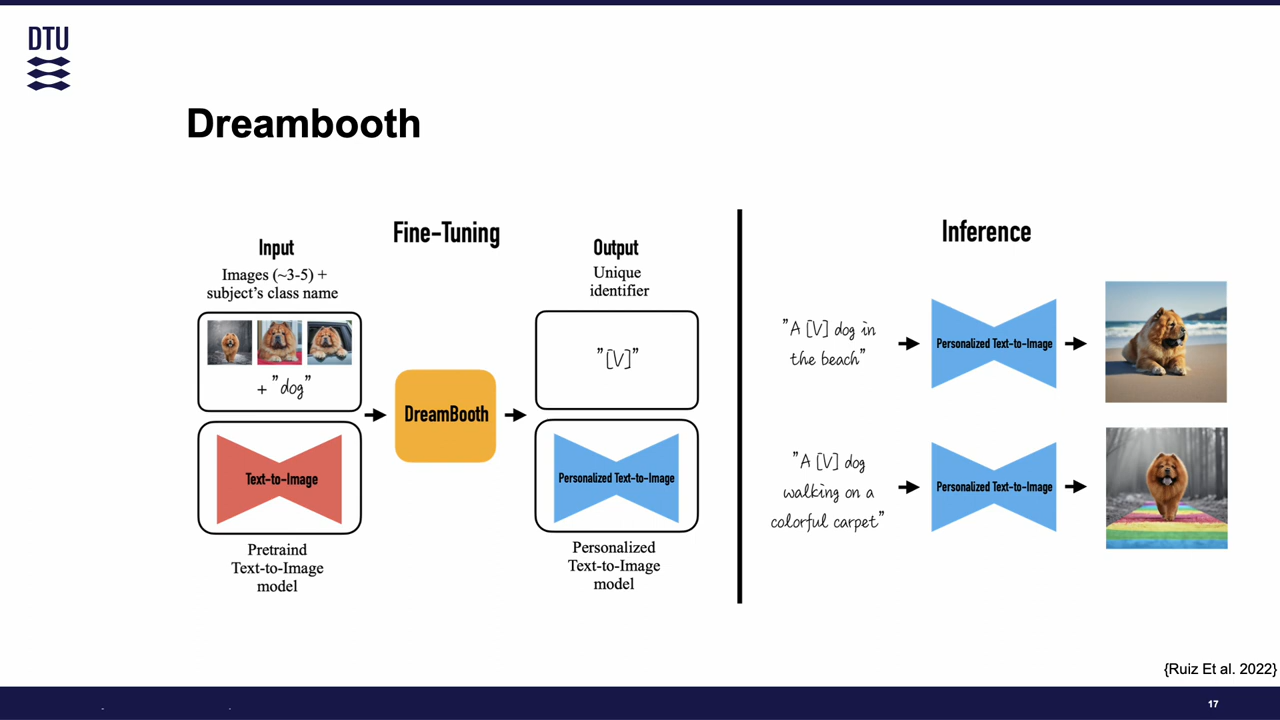 DTU
Dreambooth
Fine-Tuning
Input
Images (~3-5) +
subject's class name
+ "dog"
Text-to-Image
Pretraind
Text-to-Image
model
DreamBooth
Output
Unique
identifier
"[V]"
Personalized Text-to-Image
Personalized
Text-to-Image
model
Inference
"A [V] dog in
the beach"
Personalized Text-to-Image
"A [V] dog
walking on a
colorful carpet"
Personalized Text-to-Image
{Ruiz Et al. 2022}
17